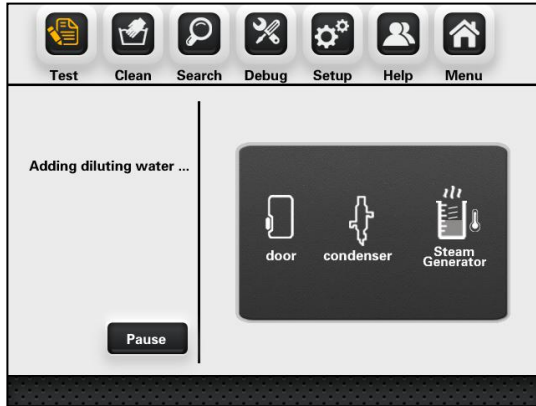 Test Clean Search Debug Setup Help Menu
Adding diluting water ...
door condenser Steam
Generator
Pause